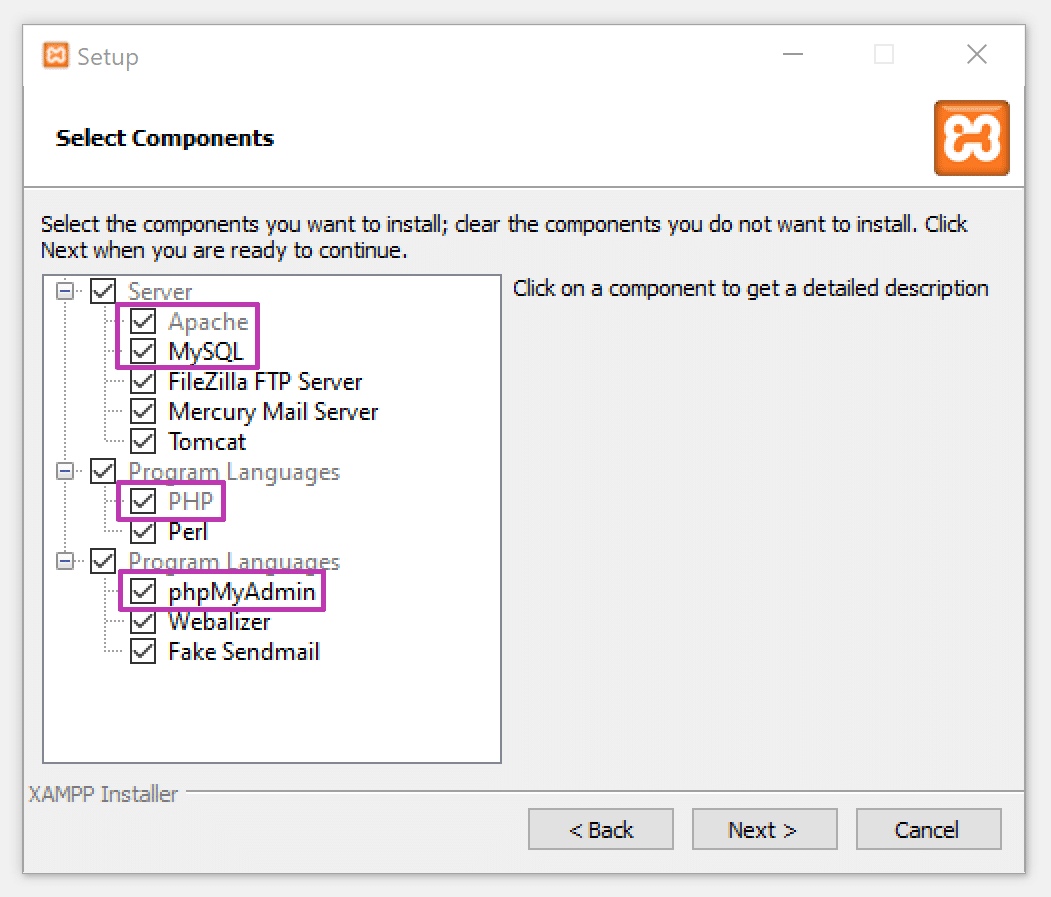 Setup
Select Components
Select the components you want to install; clear the components you do not want to install. Click
Next when you are ready to continue.
Server
Apache
MySQL
FileZilla FTP Server
Mercury Mail Server
Tomcat
Program Languages
PHP
Perl
Program Languages
phpMyAdmin
Webalizer
Fake Sendmail
Click on a component to get a detailed description
XAMPP Installer
< Back
Next >
Cancel